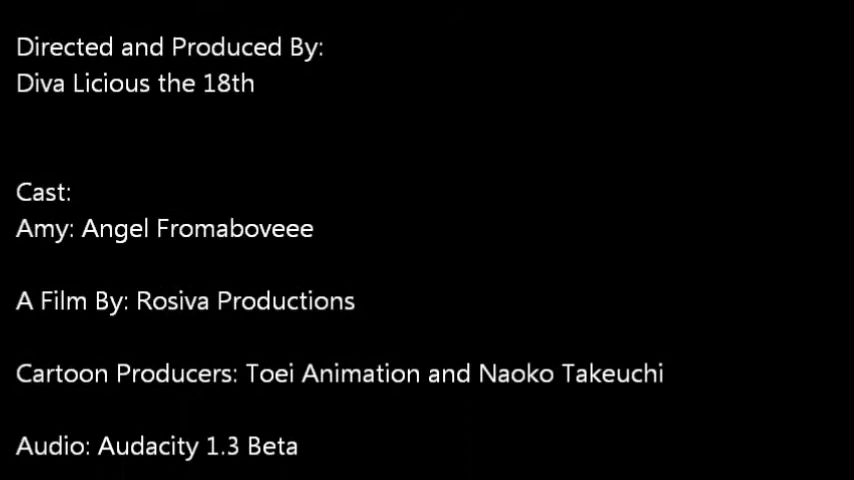 Directed and Produced By:
Diva Licious the 18th
Cast:
Amy: Angel Fromaboveee
A Film By: Rosiva Productions
Cartoon Producers: Toei Animation and Naoko Takeuchi
Audio: Audacity 1.3 Beta